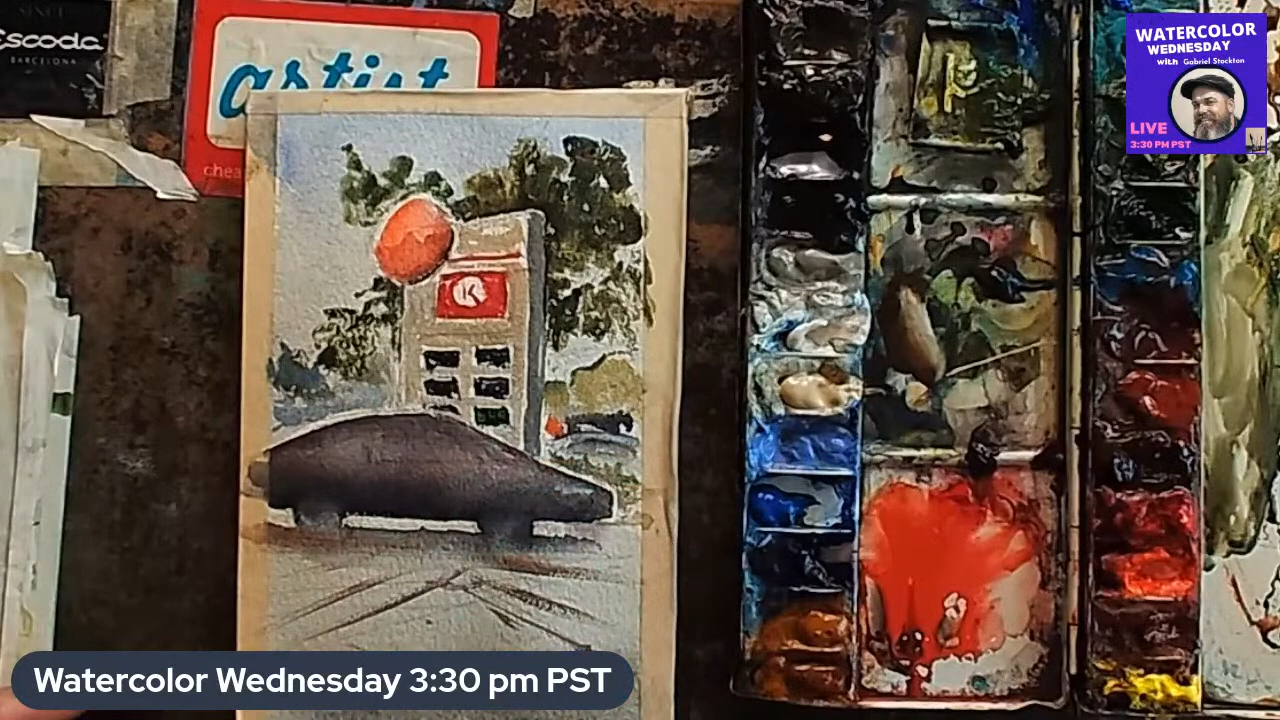 SINCE
Escoda
BARCELONA
artist
chea
K
WATERCOLOR
WEDNESDAY
with Gabriel Stockton
LIVE
3:30 PM PST
Watercolor Wednesday 3:30 pm PST